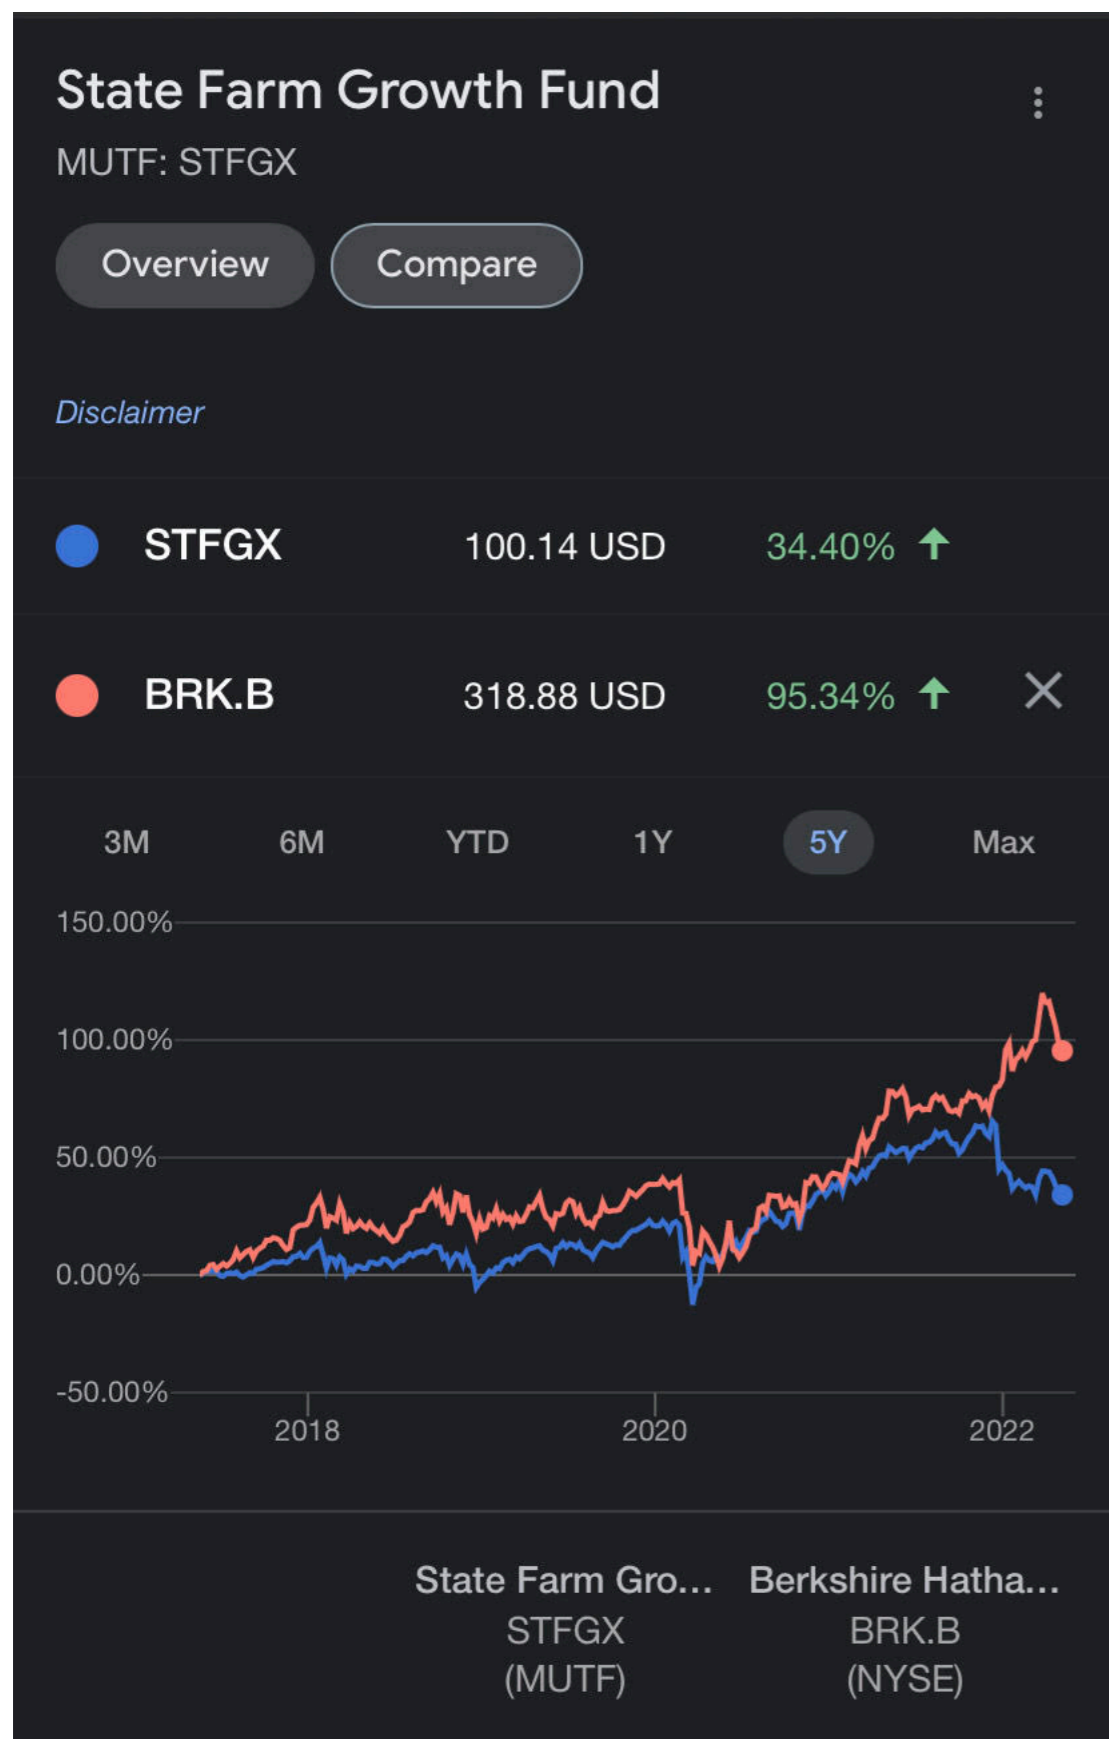 State Farm Growth Fund
MUTF: STFGX
Overview Compare
Disclaimer
STFGX 100.14 USD 34.40%
BRK.B 318.88 USD 95.34%
3M 6M YTD 1Y 5Y Max
150.00%
100.00%
50.00%
0.00%
-50.00%
2018 2020 2022
State Farm Gro... Berkshire Hatha...
STFGX BRK.B
(MUTF) (NYSE)